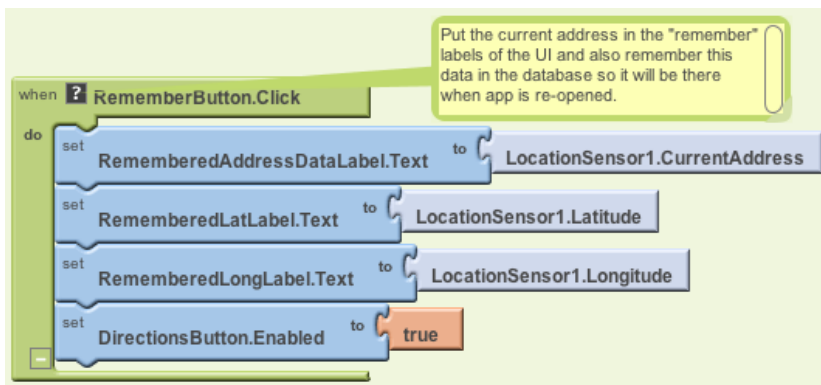 Put the current address in the "remember"
labels of the UI and also remember this
data in the database so it will be there
when app is re-opened.
when ? RememberButton.Click
do
set RememberedAddressDataLabel.Text to LocationSensor1.CurrentAddress
set RememberedLatLabel.Text to LocationSensor1.Latitude
set RememberedLongLabel.Text to LocationSensor1.Longitude
set DirectionsButton.Enabled to true